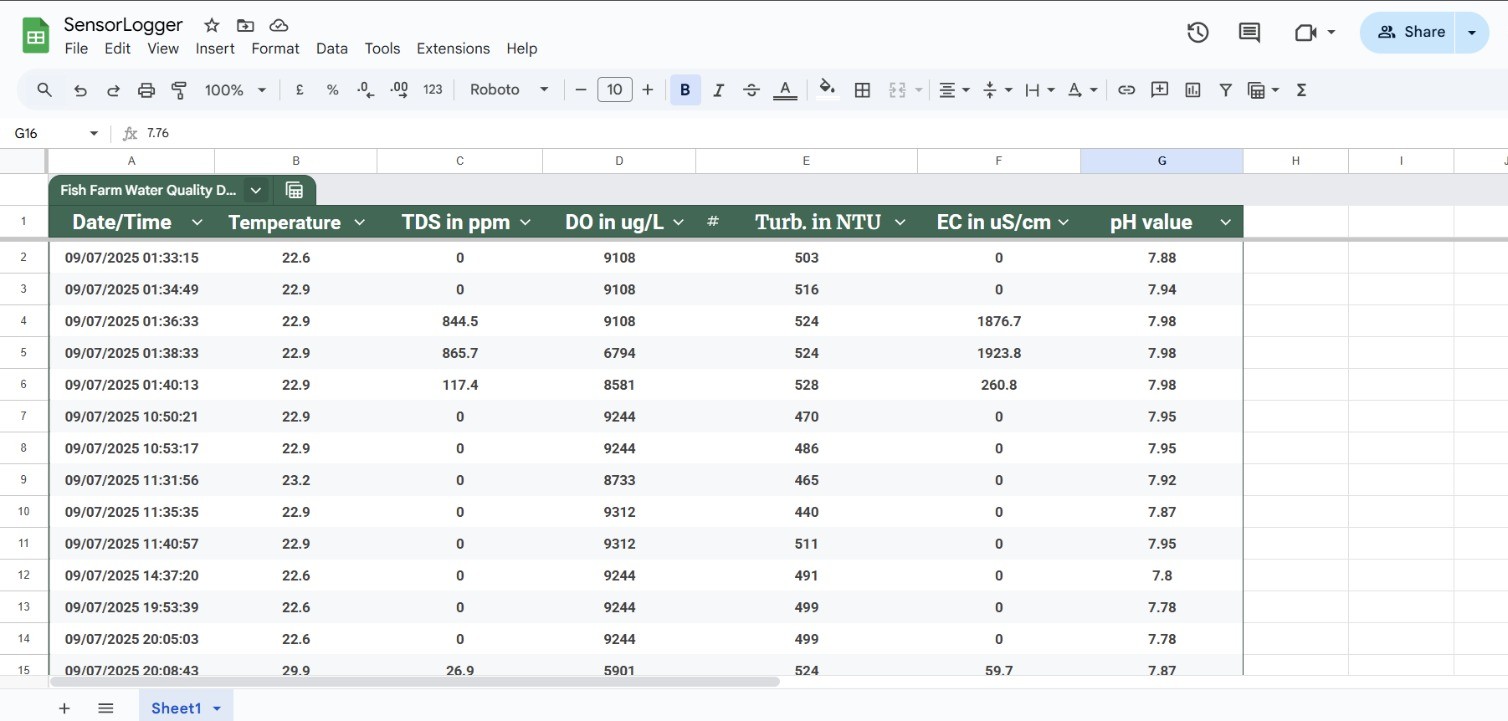 SensorLogger
File Edit View Insert Format Data Tools Extensions Help
Share
100% £ % .0 .00 123 Roboto 10 B I S A Σ
G16 fx 7.76
A B C D E F G H I J
Fish Farm Water Quality D...
1 Date/Time Temperature TDS in ppm DO in ug/L # Turb. in NTU EC in uS/cm pH value
2 09/07/2025 01:33:15 22.6 0 9108 503 0 7.88
3 09/07/2025 01:34:49 22.9 0 9108 516 0 7.94
4 09/07/2025 01:36:33 22.9 844.5 9108 524 1876.7 7.98
5 09/07/2025 01:38:33 22.9 865.7 6794 524 1923.8 7.98
6 09/07/2025 01:40:13 22.9 117.4 8581 528 260.8 7.98
7 09/07/2025 10:50:21 22.9 0 9244 470 0 7.95
8 09/07/2025 10:53:17 22.9 0 9244 486 0 7.95
9 09/07/2025 11:31:56 23.2 0 8733 465 0 7.92
10 09/07/2025 11:35:35 22.9 0 9312 440 0 7.87
11 09/07/2025 11:40:57 22.9 0 9312 511 0 7.95
12 09/07/2025 14:37:20 22.6 0 9244 491 0 7.8
13 09/07/2025 19:53:39 22.6 0 9244 499 0 7.78
14 09/07/2025 20:05:03 22.6 0 9244 499 0 7.78
15 09/07/2025 20:08:43 29.9 26.9 5901 524 59.7 7.87
Sheet1